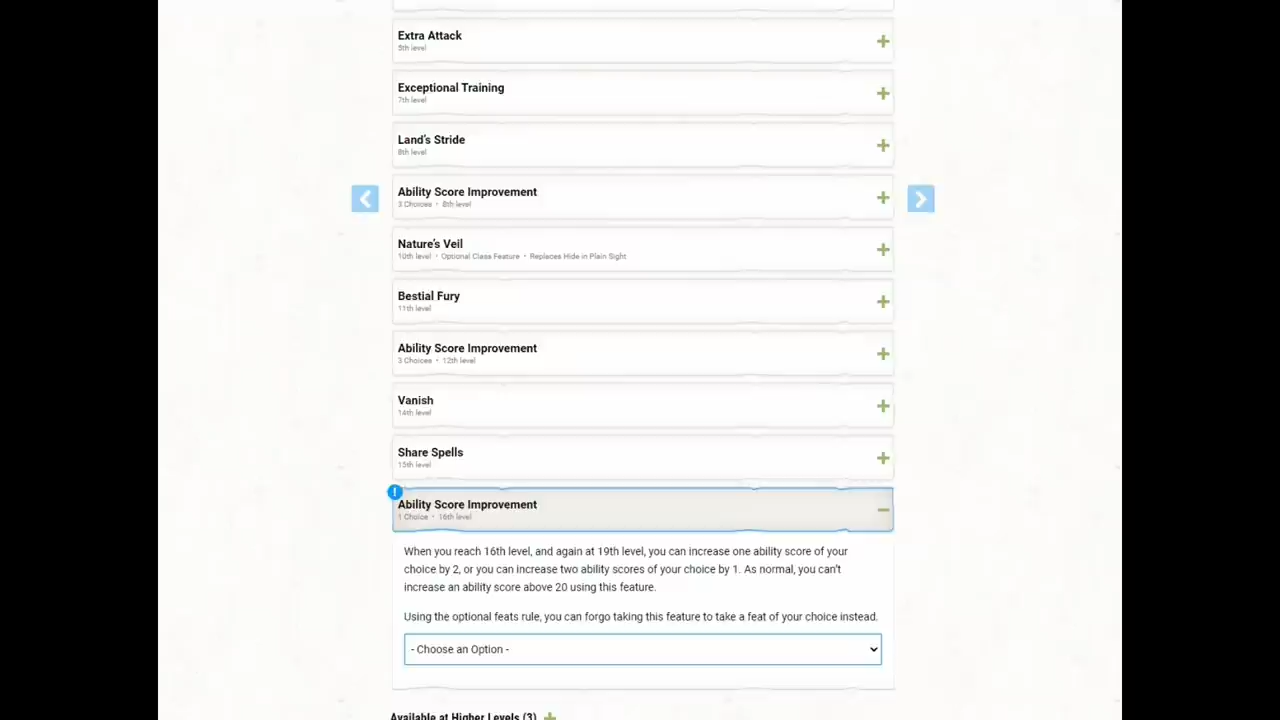 Extra Attack
5th level
Exceptional Training
7th level
Land's Stride
8th level
Ability Score Improvement
3 Choices • 8th level
Nature's Veil
10th level • Optional Class Feature • Replaces Hide in Plain Sight
Bestial Fury
11th level
Ability Score Improvement
3 Choices • 12th level
Vanish
14th level
Share Spells
15th level
!
Ability Score Improvement
1 Choice • 16th level
When you reach 16th level, and again at 19th level, you can increase one ability score of your
choice by 2, or you can increase two ability scores of your choice by 1. As normal, you can't
increase an ability score above 20 using this feature.
Using the optional feats rule, you can forgo taking this feature to take a feat of your choice instead.
- Choose an Option -
Available at Higher Levels (3)